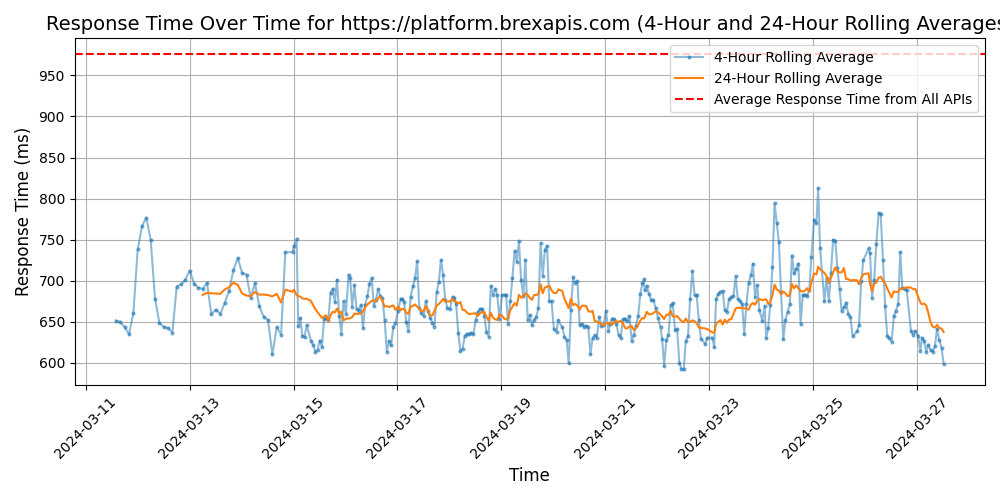 Response Time Over Time for https://platform.brexapis.com (4-Hour and 24-Hour Rolling Averages
4-Hour Rolling Average
24-Hour Rolling Average
Average Response Time from All APIs
Response Time (ms)
950
900
850
800
750
700
650
600
2024-03-11
2024-03-13
2024-03-15
2024-03-17
2024-03-19
2024-03-21
2024-03-23
2024-03-25
2024-03-27
Time